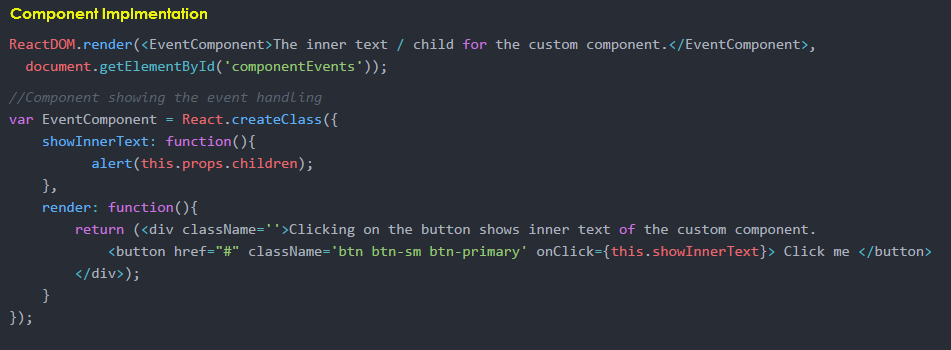 Component Implmentation
ReactDOM.render(<EventComponent>The inner text / child for the custom component.</EventComponent>,
  document.getElementById('componentEvents'));
//Component showing the event handling
var EventComponent = React.createClass({
    showInnerText: function(){
          alert(this.props.children);
    },
    render: function(){
        return (<div className=''>Clicking on the button shows inner text of the custom component.
            <button href="#" className='btn btn-sm btn-primary' onClick={this.showInnerText}> Click me </button>
        </div>);
    }
});